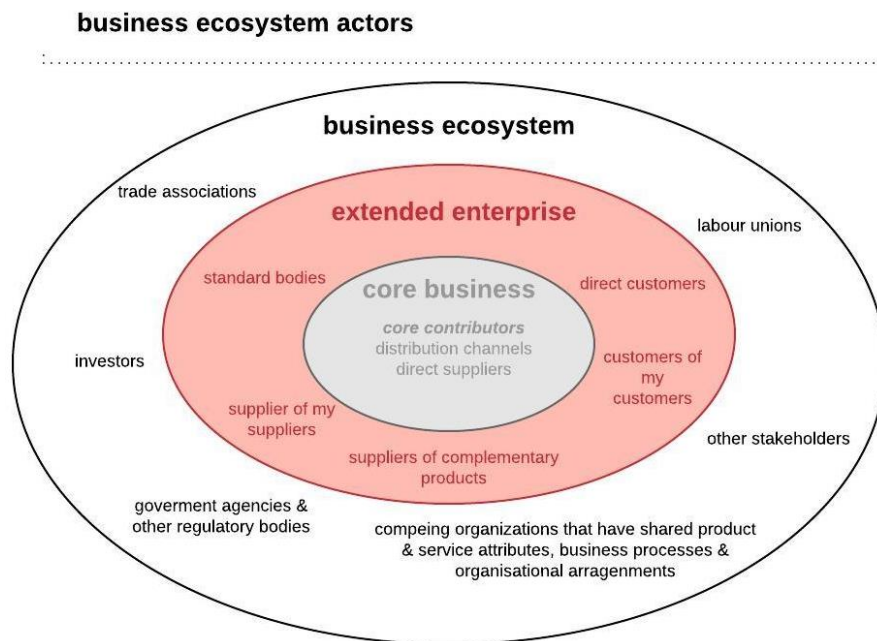 business ecosystem actors
business ecosystem
trade associations
extended enterprise
labour unions
standard bodies
direct customers
core business
core contributors
distribution channels
direct suppliers
investors
customers of
my
customers
supplier of my
suppliers
other stakeholders
suppliers of complementary
products
goverment agencies &
other regulatory bodies
compeing organizations that have shared product
& service attributes, business processes &
organisational arragenments